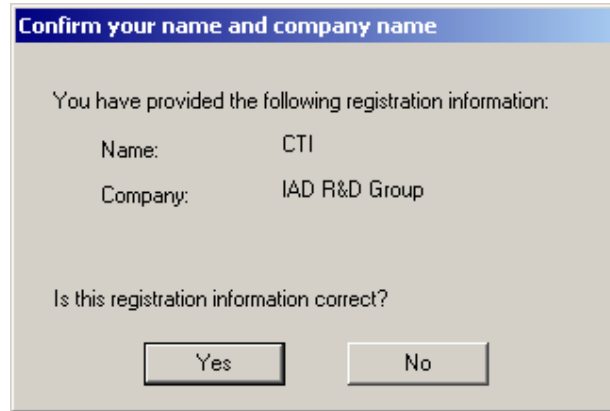 Confirm your name and company name
You have provided the following registration information:
Name: CTI
Company: IAD R&D Group
Is this registration information correct?
Yes No